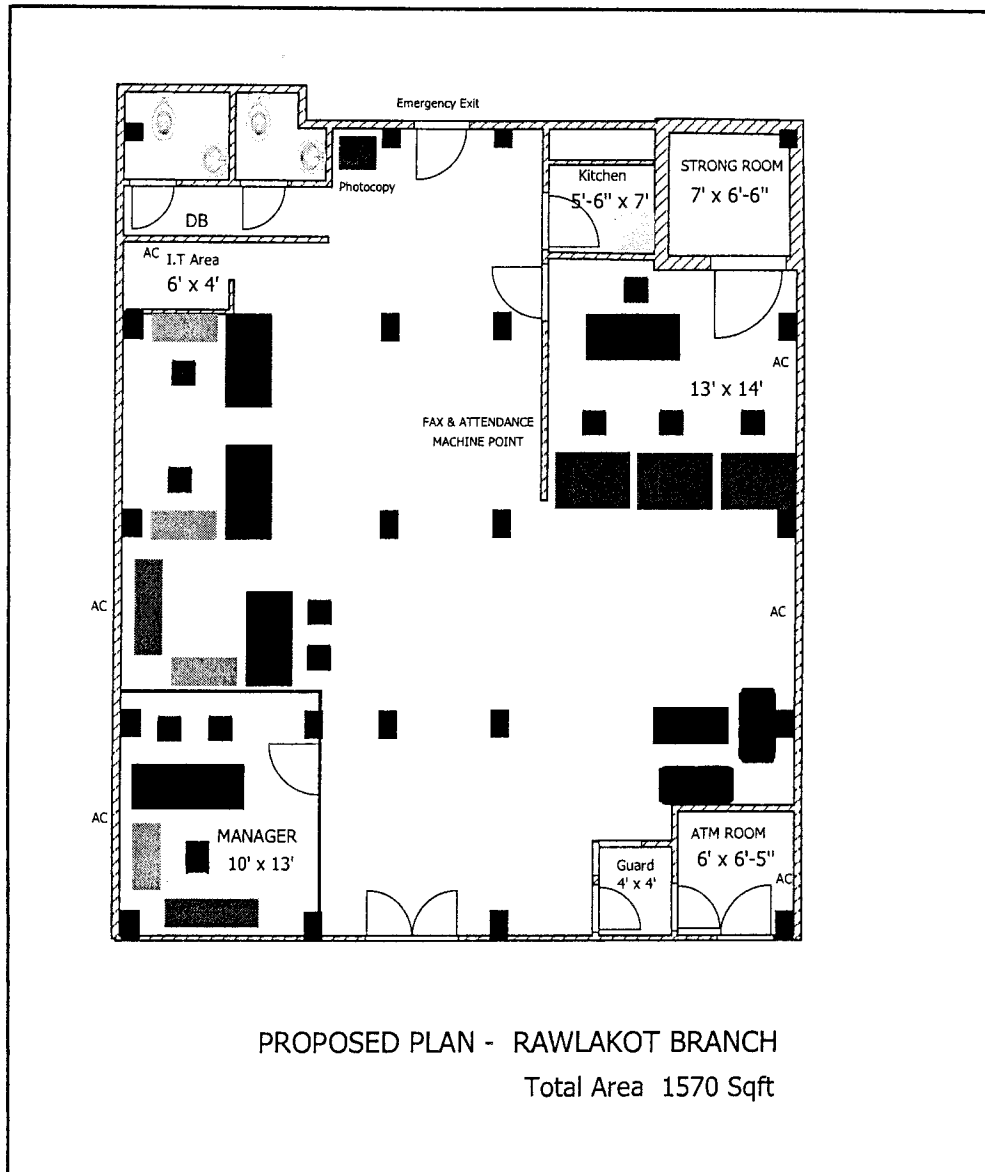 Emergency Exit
Photocopy
Kitchen
5'-6" x 7'
STRONG ROOM
7' x 6'-6"
DB
AC
I.T Area
6' x 4'
AC
13' x 14'
FAX & ATTENDANCE
MACHINE POINT
AC
AC
AC
MANAGER
10' x 13'
Guard
4' x 4'
ATM ROOM
6' x 6'-5"
AC
PROPOSED PLAN - RAWLAKOT BRANCH
Total Area 1570 Sqft